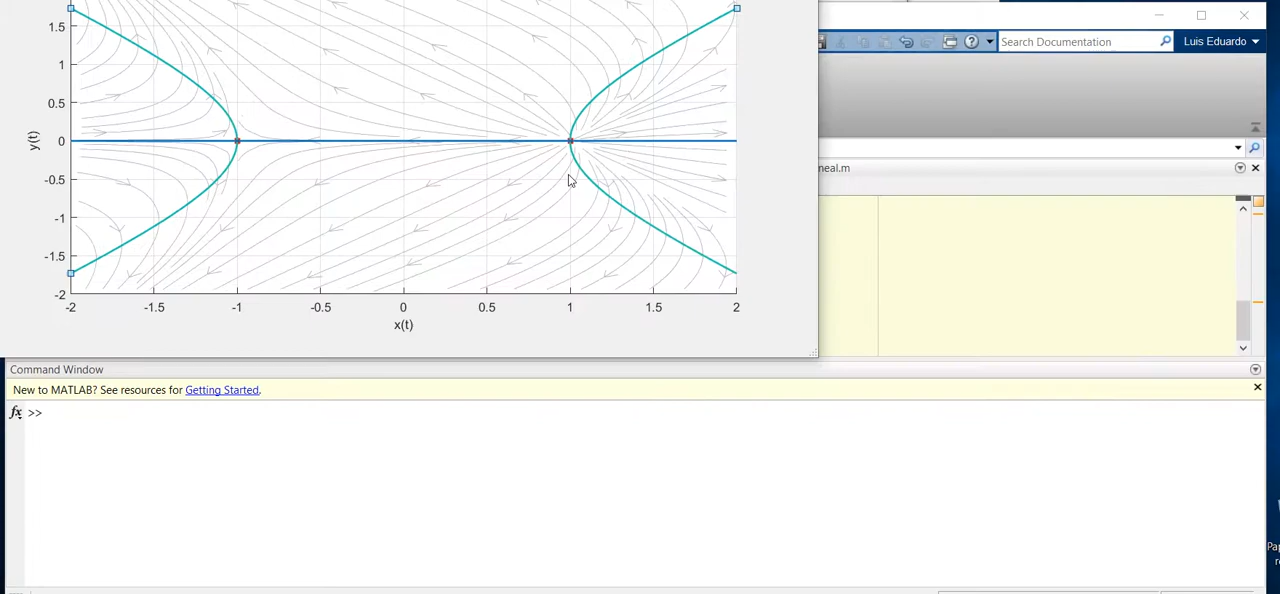 Search Documentation
Luis Eduardo
neal.m
1.5
1
0.5
0
-0.5
-1
-1.5
-2
y(t)
-2 -1.5 -1 -0.5 0 0.5 1 1.5 2
x(t)
Command Window
New to MATLAB? See resources for Getting Started.
fx >>